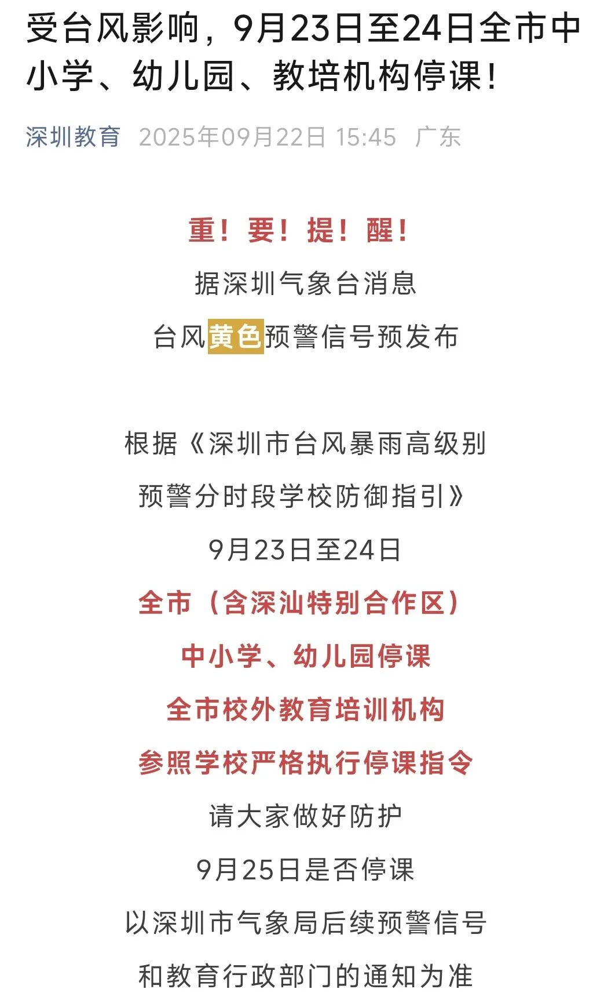 受台风影响，9月23日至24日全市中
小学、幼儿园、教培机构停课！
深圳教育 2025年09月22日 15:45 广东
重！要！提！醒！
据深圳气象台消息
台风黄色预警信号预发布
根据《深圳市台风暴雨高级别
预警分时段学校防御指引》
9月23日至24日
全市（含深汕特别合作区）
中小学、幼儿园停课
全市校外教育培训机构
参照学校严格执行停课指令
请大家做好防护
9月25日是否停课
以深圳市气象局后续预警信号
和教育行政部门的通知为准